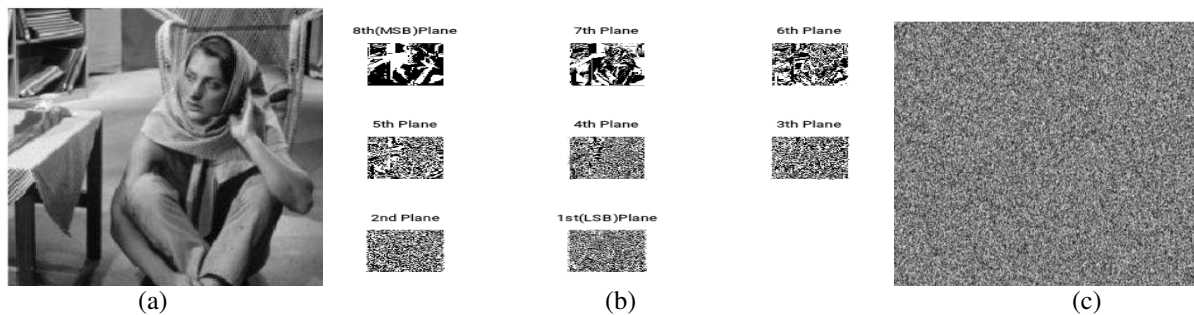 8th(MSB)Plane 7th Plane 6th Plane
5th Plane 4th Plane 3th Plane
2nd Plane 1st(LSB)Plane
(a) (b) (c)